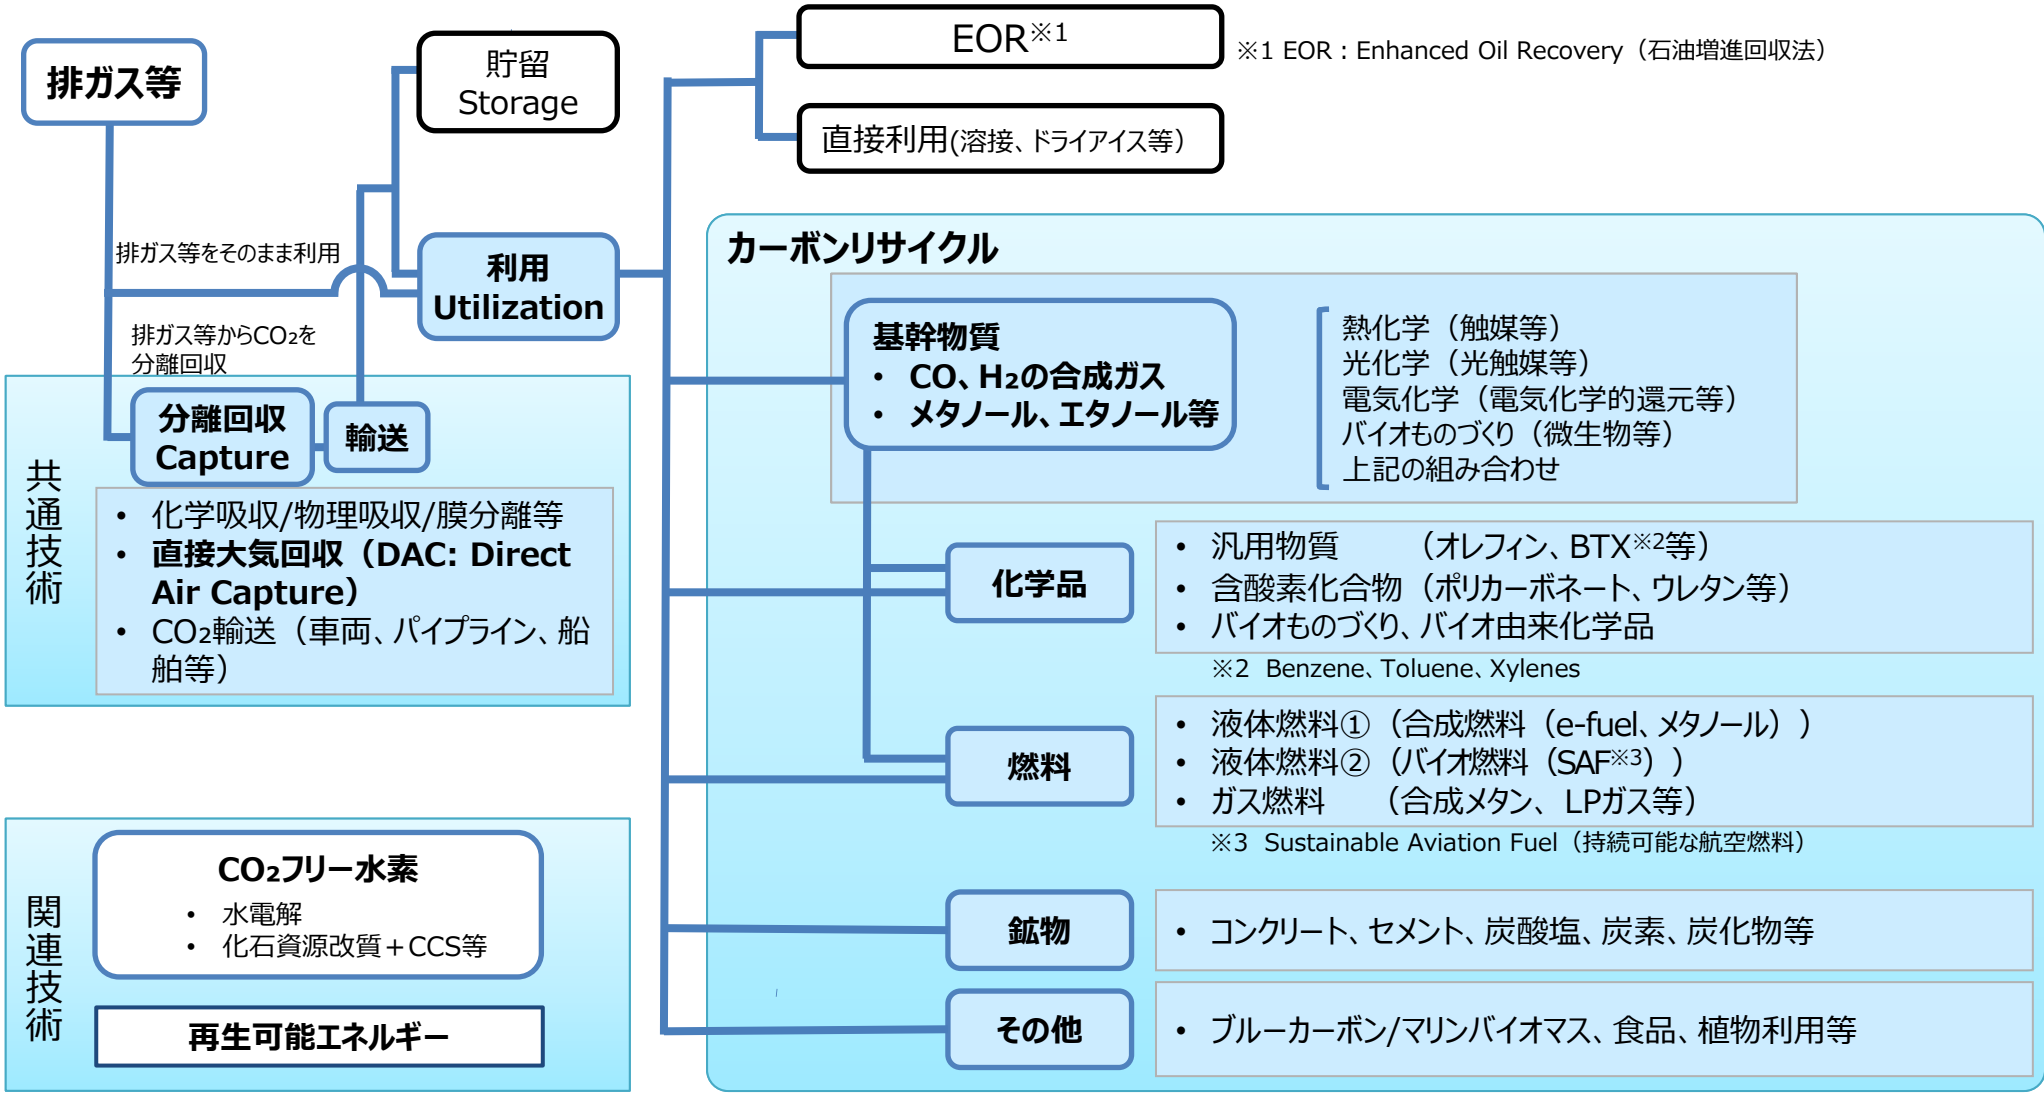 排ガス等
貯留
Storage
EOR※1
※1 EOR：Enhanced Oil Recovery（石油増進回収法）
直接利用(溶接、ドライアイス等）
排ガス等をそのまま利用
利用
Utilization
排ガス等からCO₂を
分離回収
共通技術
分離回収
Capture
輸送
• 化学吸収/物理吸収/膜分離等
• 直接大気回収（DAC: Direct
Air Capture）
• CO₂輸送（車両、パイプライン、船
舶等）
関連技術
CO₂フリー水素
• 水電解
• 化石資源改質＋CCS等
再生可能エネルギー
カーボンリサイクル
基幹物質
• CO、H₂の合成ガス
• メタノール、エタノール等
熱化学（触媒等）
光化学（光触媒等）
電気化学（電気化学的還元等）
バイオものづくり（微生物等）
上記の組み合わせ
化学品
• 汎用物質　　（オレフィン、BTX※2等）
• 含酸素化合物（ポリカーボネート、ウレタン等）
• バイオものづくり、バイオ由来化学品
※2 Benzene、Toluene、Xylenes
燃料
• 液体燃料①（合成燃料（e-fuel、メタノール））
• 液体燃料②（バイオ燃料（SAF※3））
• ガス燃料　　（合成メタン、LPガス等）
※3 Sustainable Aviation Fuel（持続可能な航空燃料）
鉱物
• コンクリート、セメント、炭酸塩、炭素、炭化物等
その他
• ブルーカーボン/マリンバイオマス、食品、植物利用等